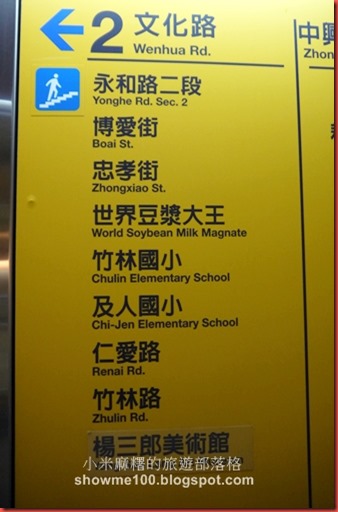 2 文化路
Wenhua Rd.
永和路二段
Yonghe Rd. Sec. 2
博愛街
Boai St.
忠孝街
Zhongxiao St.
世界豆漿大王
World Soybean Milk Magnate
竹林國小
Chulin Elementary School
及人國小
Chi-Jen Elementary School
仁愛路
Renai Rd.
竹林路
Zhulin Rd.
楊三郎美術館
中興
Zhon
小米麻糬的旅遊部落格
showme100.blogspot.com